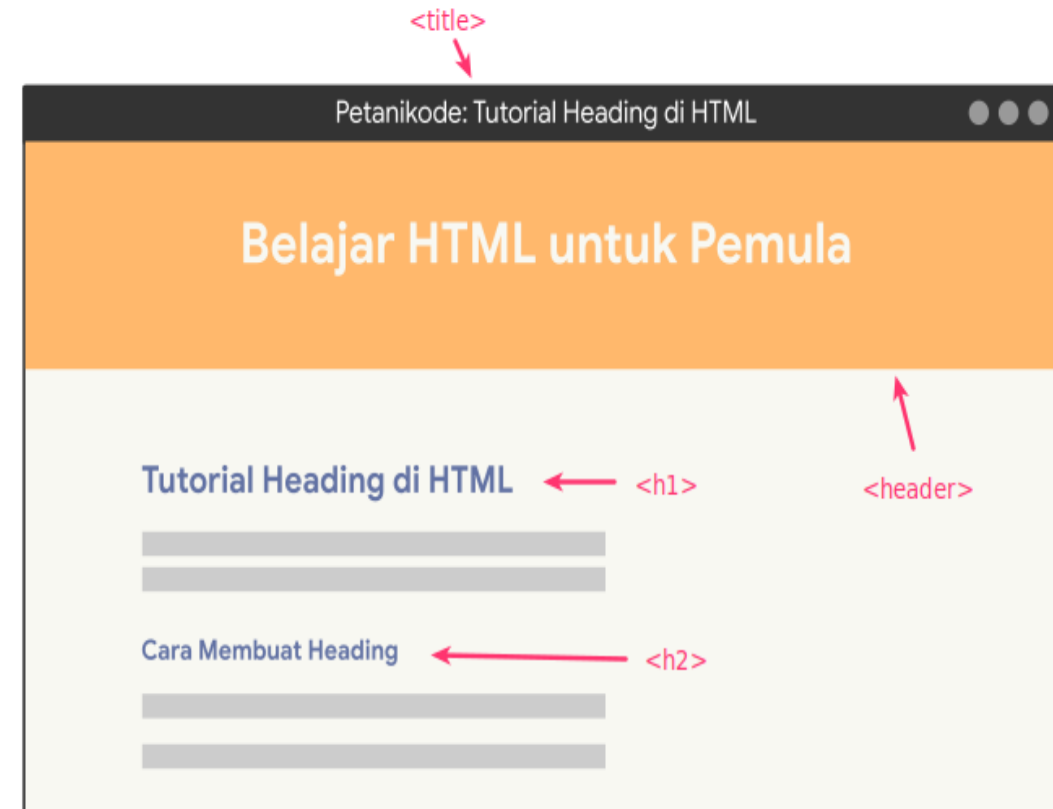 <title>
Petanikode: Tutorial Heading di HTML
Belajar HTML untuk Pemula
Tutorial Heading di HTML <h1>
<header>
Cara Membuat Heading <h2>